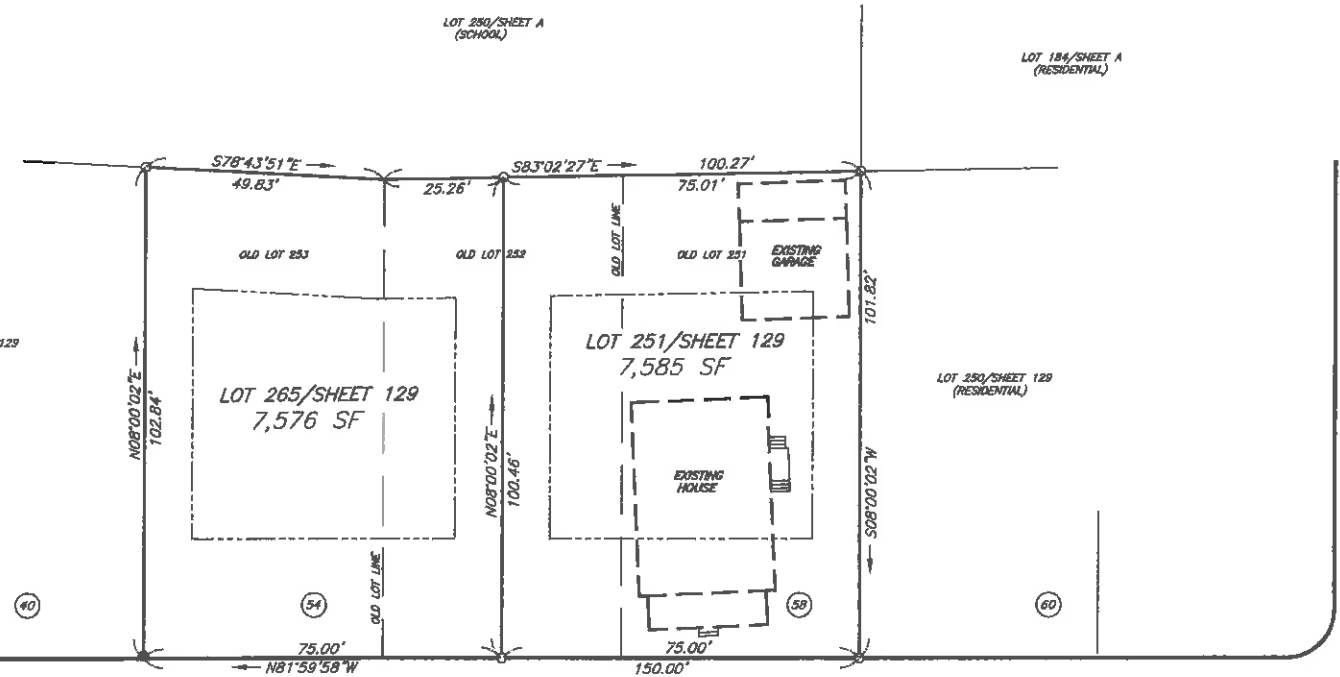 LOT 250/SHEET A
(SCHOOL)
LOT 184/SHEET A
(RESIDENTIAL)
S78°43'51"E
49.83'
25.26'
S83°02'27"E
100.27'
75.01'
OLD LOT 253
OLD LOT 252
OLD LOT LINE
OLD LOT 251
EXISTING
GARAGE
101.82'
129
N08°00'02"E
102.84'
LOT 265/SHEET 129
7,576 SF
N08°00'02"E
100.46'
LOT 251/SHEET 129
7,585 SF
LOT 250/SHEET 129
(RESIDENTIAL)
EXISTING
HOUSE
S08°00'02"W
40
54
OLD LOT LINE
58
60
75.00'
N81°59'58"W
75.00'
150.00'